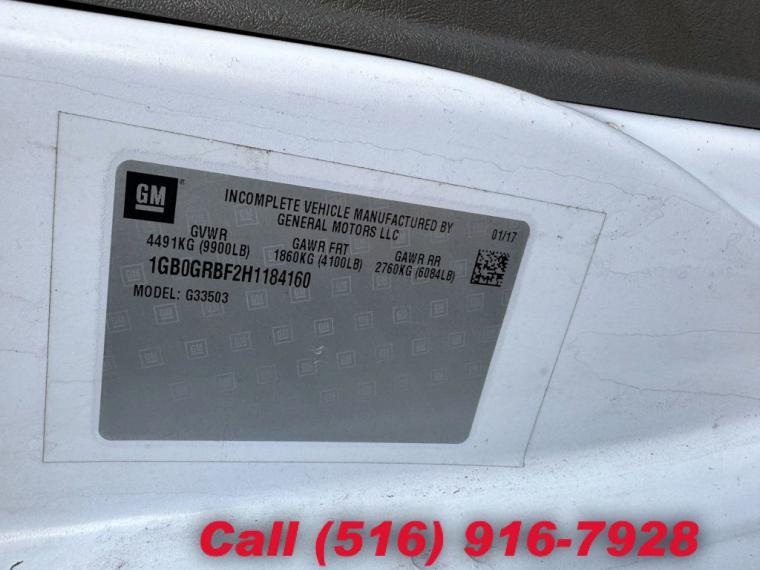 GM
INCOMPLETE VEHICLE MANUFACTURED BY
GENERAL MOTORS LLC
01/17
GVWR
4491KG (9900LB)
GAWR FRT
1860KG (4100LB)
GAWR RR
2760KG (6084LB)
1GB0GRBF2H1184160
MODEL: G33503
Call (516) 916-7928